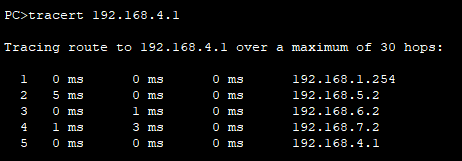 PC>tracert 192.168.4.1
Tracing route to 192.168.4.1 over a maximum of 30 hops:
1 0 ms 0 ms 0 ms 192.168.1.254
2 5 ms 0 ms 0 ms 192.168.5.2
3 0 ms 1 ms 0 ms 192.168.6.2
4 1 ms 3 ms 0 ms 192.168.7.2
5 0 ms 0 ms 0 ms 192.168.4.1